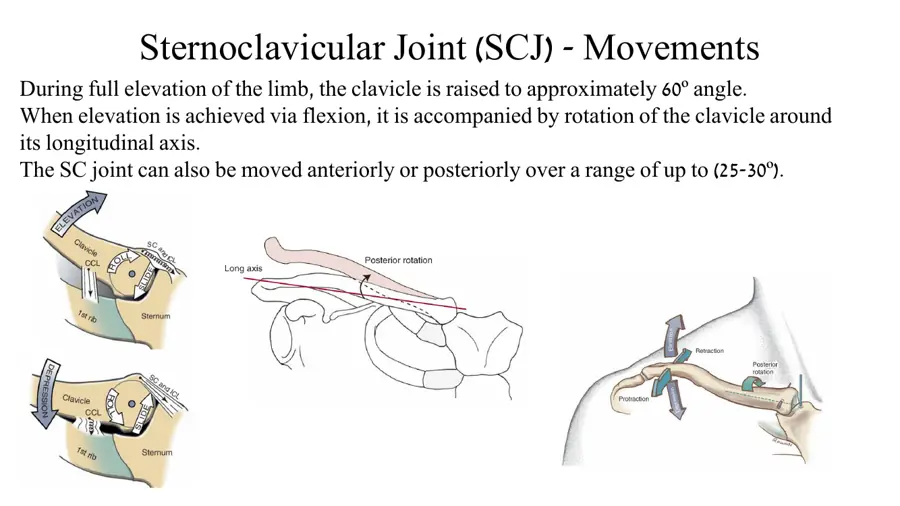 Sternoclavicular Joint (SCJ) - Movements
During full elevation of the limb, the clavicle is raised to approximately 60º angle.
When elevation is achieved via flexion, it is accompanied by rotation of the clavicle around
its longitudinal axis.
The SC joint can also be moved anteriorly or posteriorly over a range of up to (25-30º).
ELEVATION
Clavicle
SC and ICL
CCL
ROLL
SLIDE
1st rib
Sternum
DEPRESSION
SC and ICL
Clavicle
CCL
ROLL
SLIDE
1st rib
Sternum
Posterior rotation
Long axis
Retraction
Posterior
rotation
Protraction